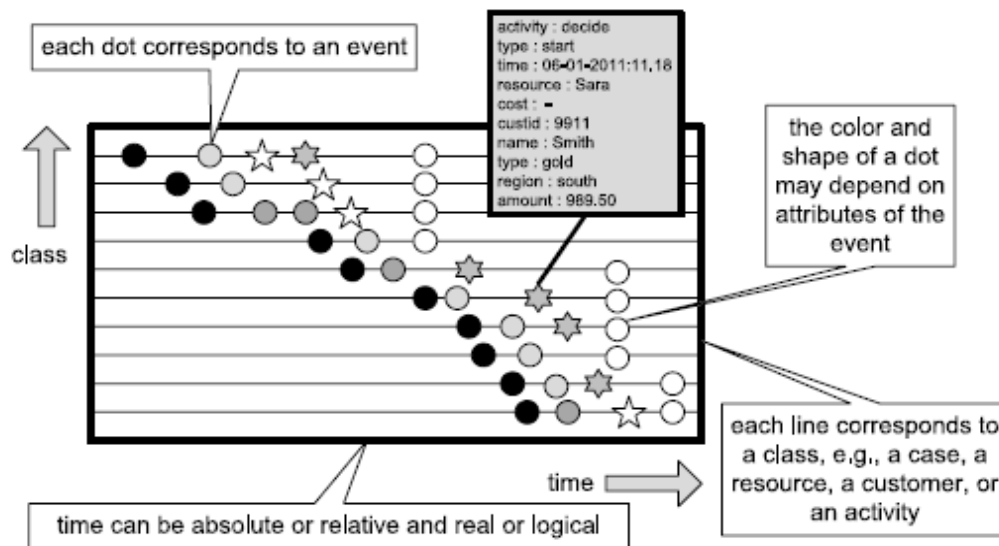 each dot corresponds to an event
activity : decide
type : start
time : 06-01-2011:11.18
resource : Sara
cost : -
custid : 9911
name : Smith
type : gold
region : south
amount : 989.50
the color and
shape of a dot
may depend on
attributes of the
event
class
each line corresponds to
a class, e.g., a case, a
resource, a customer, or
an activity
time
time can be absolute or relative and real or logical